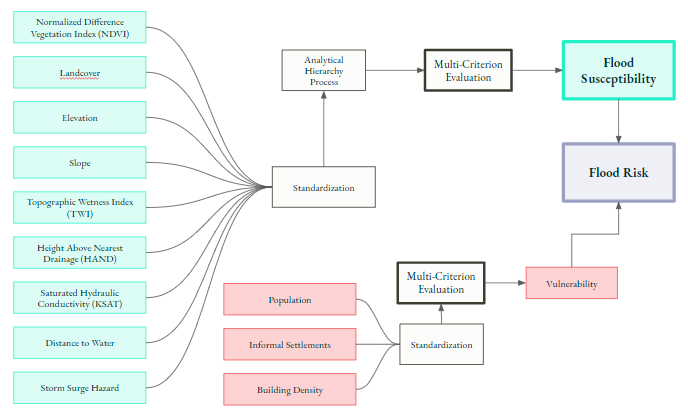 Normalized Difference
Vegetation Index (NDVI)
Landcover
Elevation
Slope
Topographic Wetness Index
(TWI)
Height Above Nearest
Drainage (HAND)
Saturated Hydraulic
Conductivity (KSAT)
Distance to Water
Storm Surge Hazard
Standardization
Analytical
Hierarchy
Process
Multi-Criterion
Evaluation
Flood
Susceptibility
Flood Risk
Population
Informal Settlements
Building Density
Standardization
Multi-Criterion
Evaluation
Vulnerability